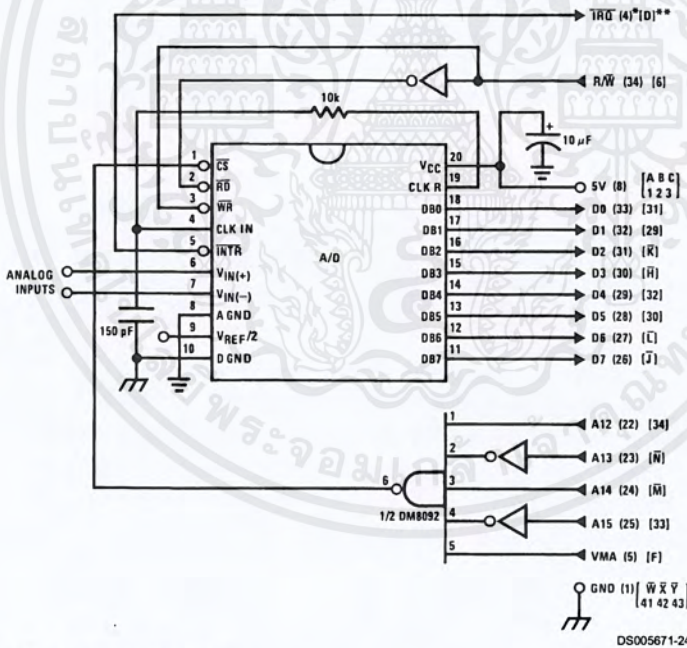 I̅R̅Q̅ (4)*[D]**
R/W̅ (34) [6]
10k
+
10 µF
1 C̅S̅
2 R̅D̅
3 W̅R̅
4 CLK IN
5 I̅N̅T̅R̅
6 VIN(+)
7 VIN(−)
8 A GND
9 VREF/2
10 D GND
ANALOG
INPUTS
150 pF
A/D
VCC 20
CLK R 19
DB0 18
DB1 17
DB2 16
DB3 15
DB4 14
DB5 13
DB6 12
DB7 11
5V (8) [A B C
1 2 3]
D0 (33) [31]
D1 (32) [29]
D2 (31) [K̅]
D3 (30) [H̅]
D4 (29) [32]
D5 (28) [30]
D6 (27) [L̅]
D7 (26) [J̅]
1 A12 (22) [34]
2 A13 (23) [N̅]
3 A14 (24) [M̅]
4 A15 (25) [33]
5 VMA (5) [F]
6
1/2 DM8092
GND (1) [W̅ X̅ Y̅
41 42 43]
DS005671-24